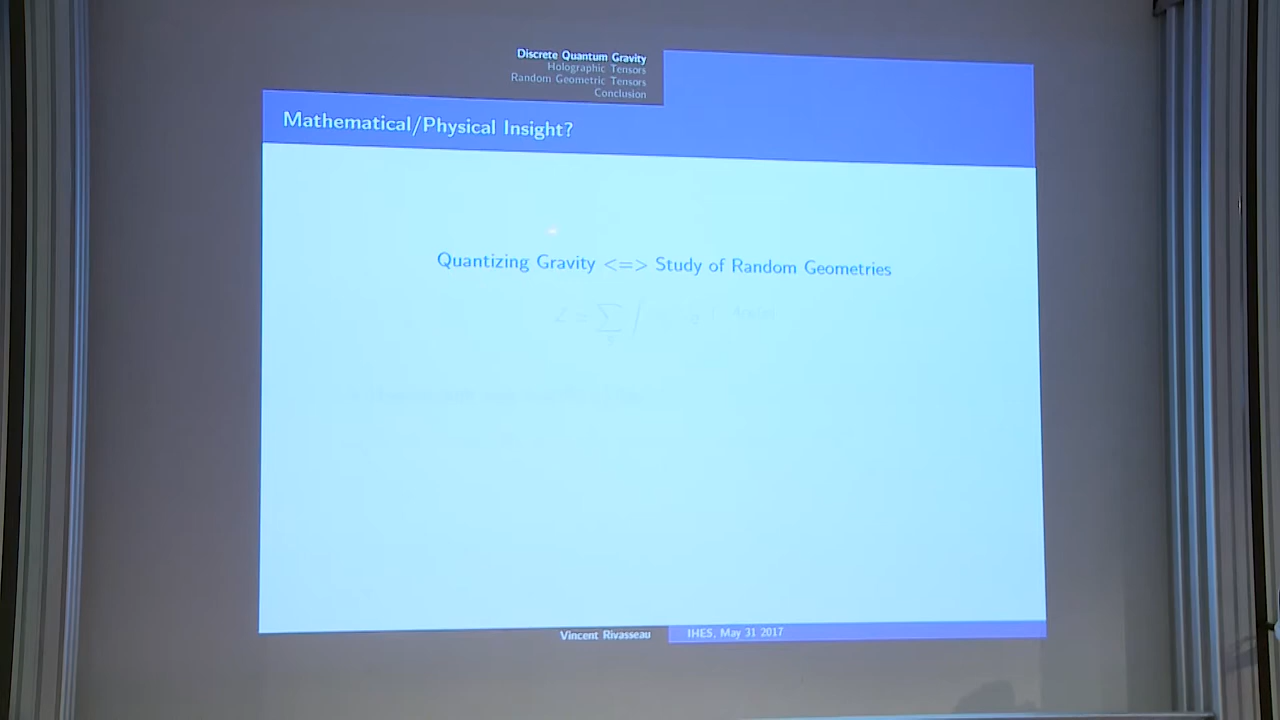 Discrete Quantum Gravity
Holographic Tensors
Random Geometric Tensors
Conclusion
Mathematical/Physical Insight?
Quantizing Gravity <=> Study of Random Geometries
Vincent Rivasseau
IHES, May 31 2017